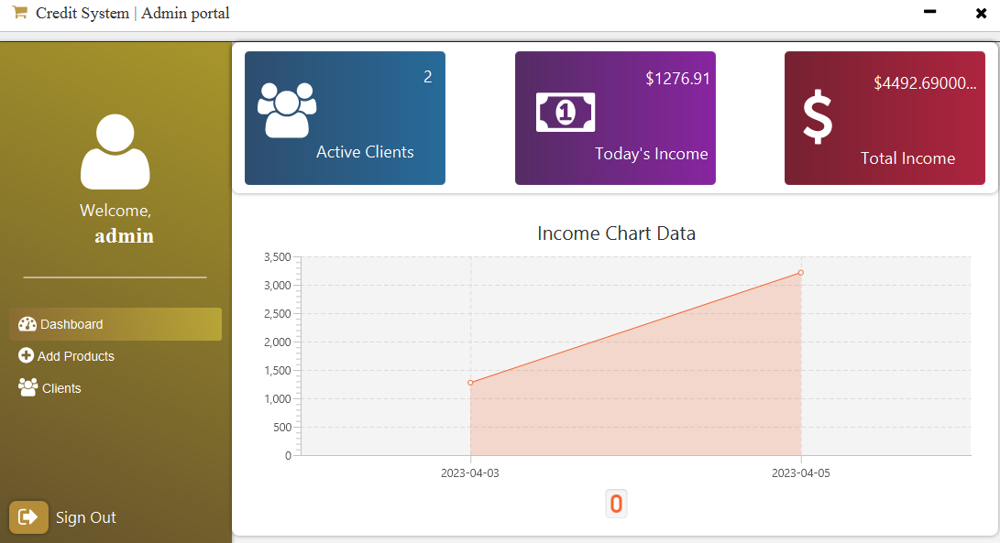 Credit System | Admin portal
Welcome,
admin
Dashboard
Add Products
Clients
Sign Out
2
Active Clients
$1276.91
1
Today's Income
$4492.69000...
$
Total Income
Income Chart Data
3,500
3,000
2,500
2,000
1,500
1,000
500
0
2023-04-03 2023-04-05